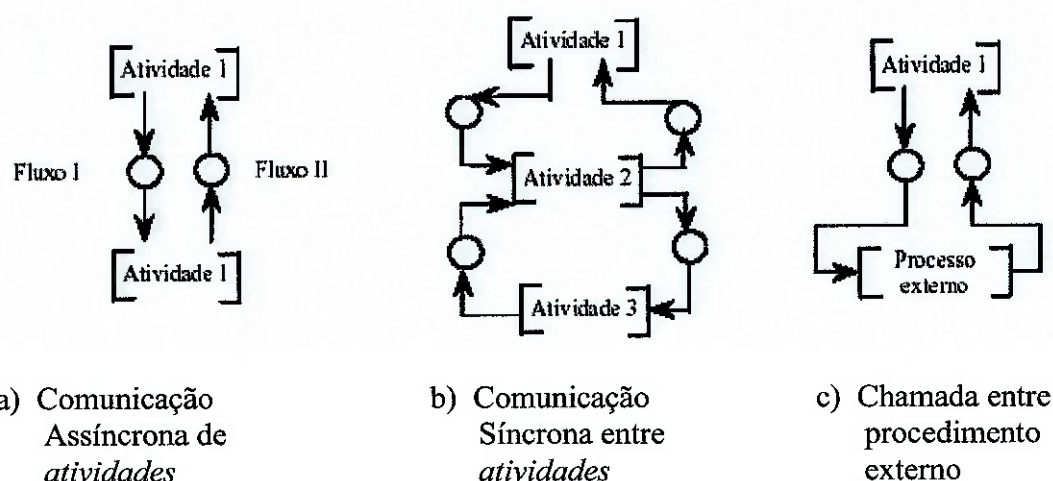 Atividade 1
Fluxo I
Fluxo II
Atividade 1
Atividade 1
Atividade 2
Atividade 3
Atividade 1
Processo
externo
a) Comunicação
Assíncrona de
atividades
b) Comunicação
Síncrona entre
atividades
c) Chamada entre
procedimento
externo